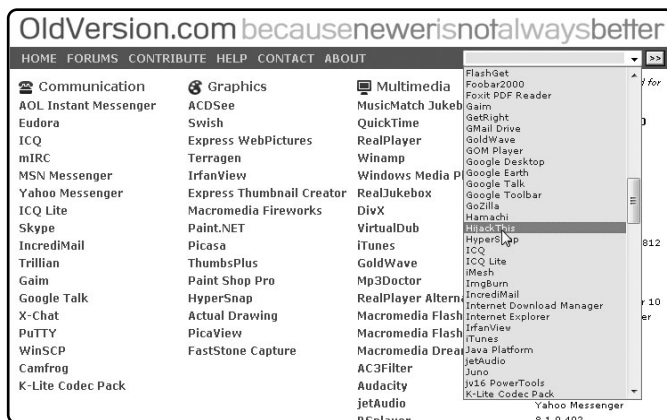 OldVersion.com becausenewerisnotalwaysbetter
HOME FORUMS CONTRIBUTE HELP CONTACT ABOUT
>>
Communication
AOL Instant Messenger
Eudora
ICQ
mIRC
MSN Messenger
Yahoo Messenger
ICQ Lite
Skype
IncrediMail
Trillian
Gaim
Google Talk
X-Chat
PuTTY
WinSCP
Camfrog
K-Lite Codec Pack
Graphics
ACDSee
Swish
Express WebPictures
Terragen
IrfanView
Express Thumbnail Creator
Macromedia Fireworks
Paint.NET
Picasa
ThumbsPlus
Paint Shop Pro
HyperSnap
Actual Drawing
PicaView
FastStone Capture
Multimedia
MusicMatch Jukeb
QuickTime
RealPlayer
Winamp
Windows Media Pl
RealJukebox
DivX
VirtualDub
iTunes
GoldWave
Mp3Doctor
RealPlayer Altern
Macromedia Flash
Macromedia Flash
Macromedia Drea
AC3Filter
Audacity
jetAudio
FlashGet
Foobar2000
Foxit PDF Reader
Gaim
GetRight
GMail Drive
GoldWave
GOM Player
Google Desktop
Google Earth
Google Talk
Google Toolbar
GoZilla
Hamachi
HijackThis
HyperSnap
ICQ
ICQ Lite
iMesh
ImgBurn
IncrediMail
Internet Download Manager
Internet Explorer
IrfanView
iTunes
Java Platform
jetAudio
Juno
jv16 PowerTools
K-Lite Codec Pack
for
812
10
er
Yahoo Messenger